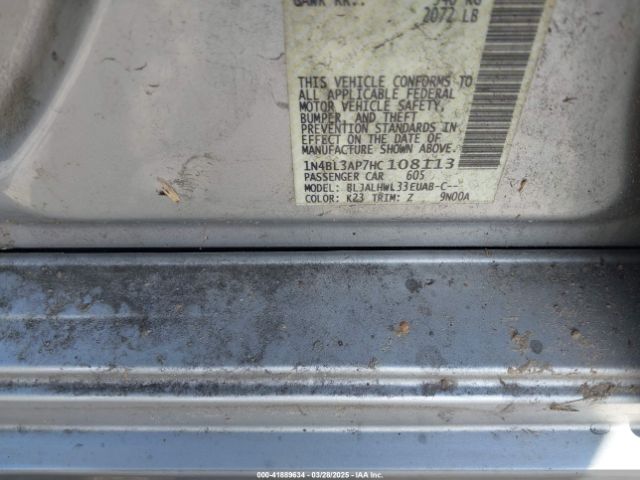 2072 LB
THIS VEHICLE CONFORMS TO
ALL APPLICABLE FEDERAL
MOTOR VEHICLE SAFETY,
BUMPER, AND THEFT
PREVENTION STANDARDS IN
EFFECT ON THE DATE OF
MANUFACTURE SHOWN ABOVE.
1N4BL3AP7HC108113
PASSENGER CAR 605
MODEL: BLJALHWL33EUAB-C--
COLOR: K23 TRIM: Z 9N00A
000-41889634 | 03/28/2025 - IAA Inc.